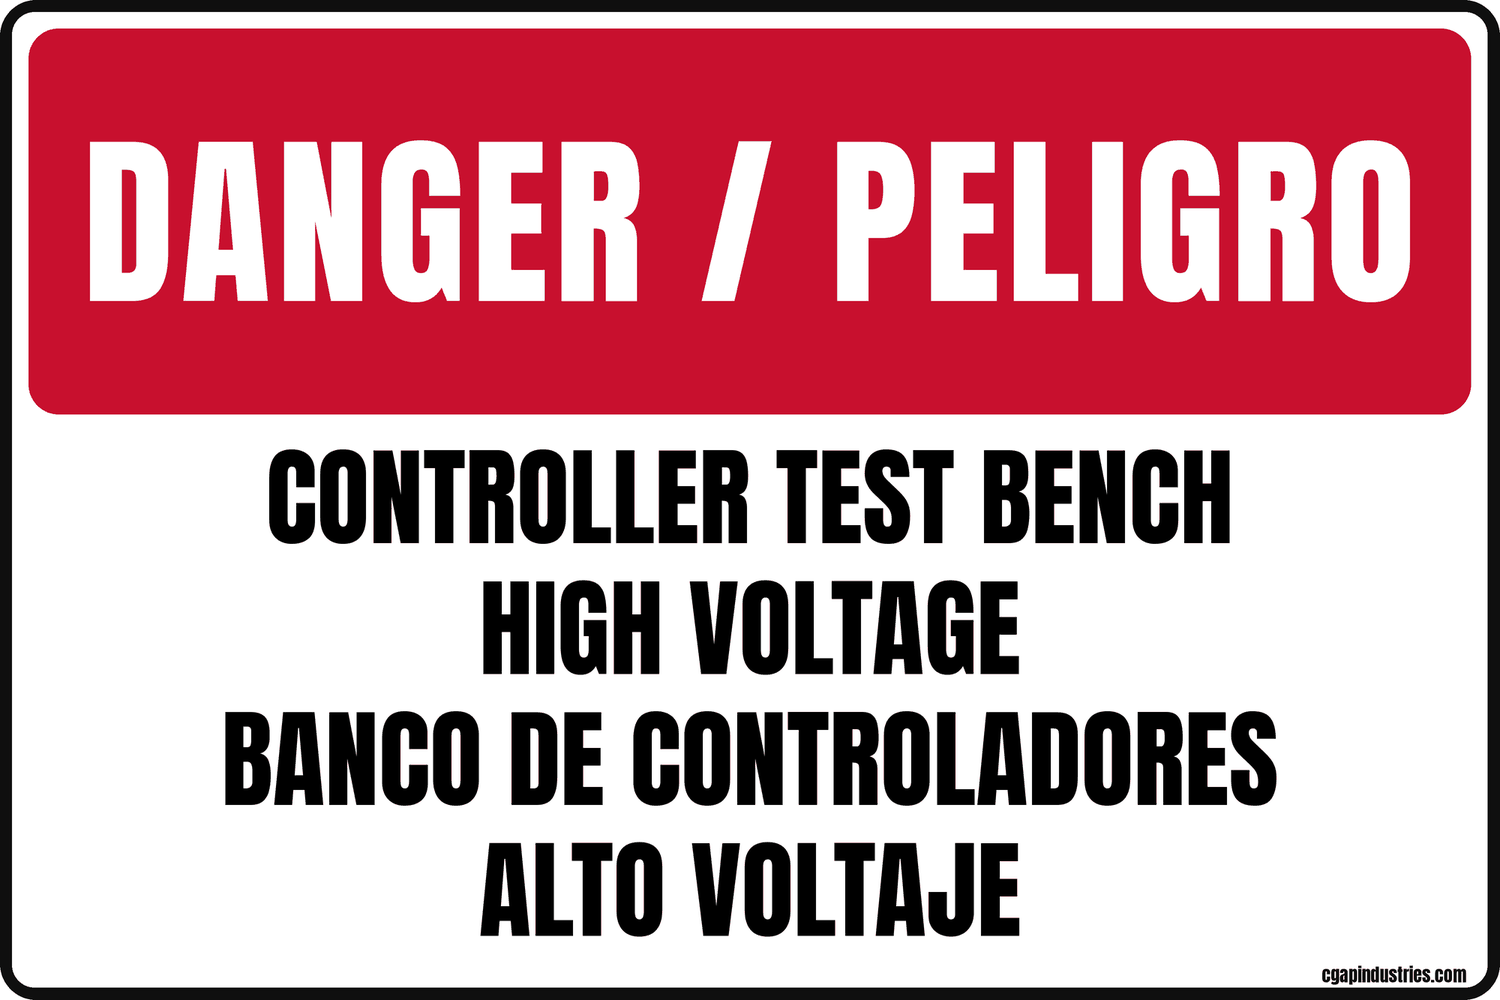 DANGER / PELIGRO
CONTROLLER TEST BENCH
HIGH VOLTAGE
BANCO DE CONTROLADORES
ALTO VOLTAJE
cgapindustries.com